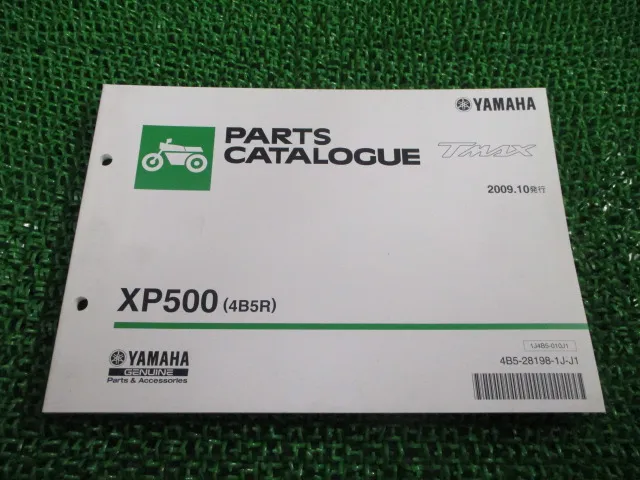 YAMAHA
PARTS
CATALOGUE
TMAX
2009.10発行
XP500 (4B5R)
1J4B5-010J1
YAMAHA
GENUINE
Parts & Accessories
4B5-28198-1J-J1